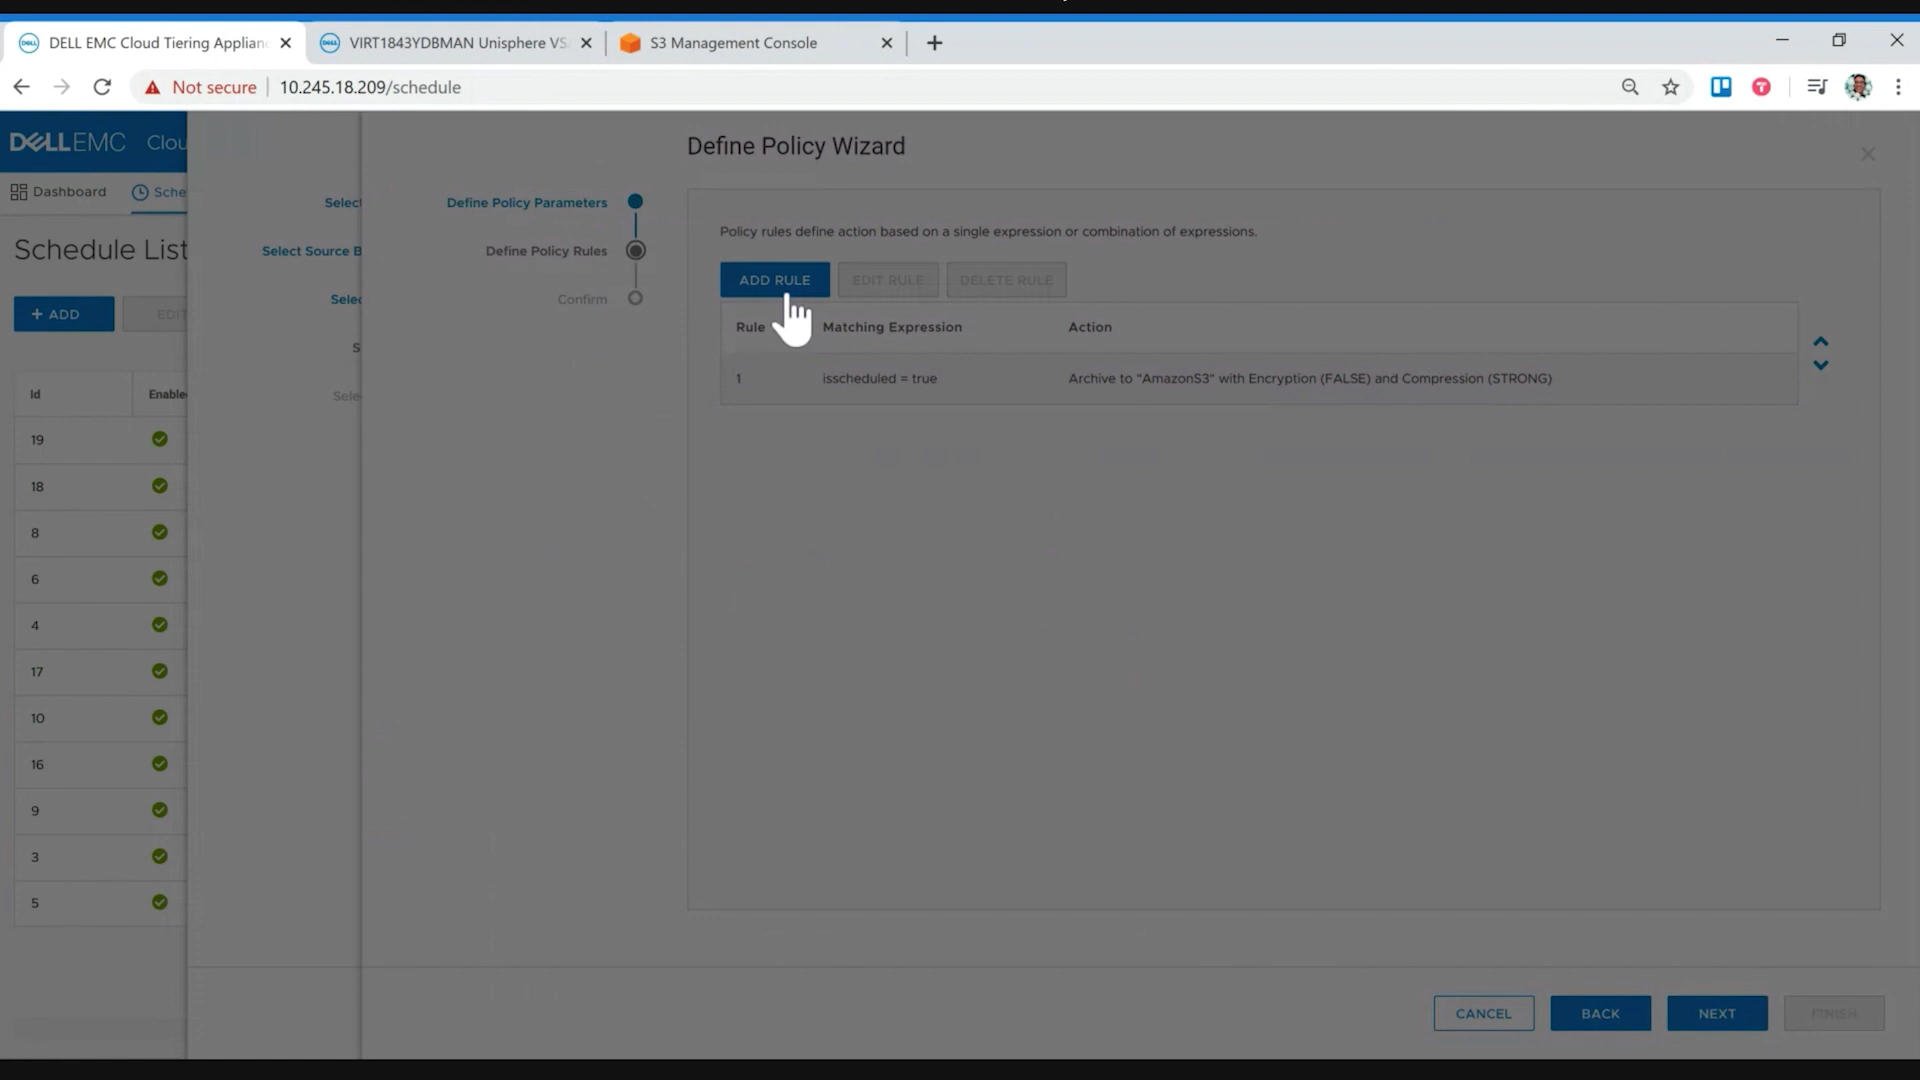 DELL EMC Cloud Tiering Applian
VIRT1843YDBMAN Unisphere VS
S3 Management Console
Not secure
10.245.18.209/schedule
DELLEMC Clou
Dashboard
Sche
Schedule List
+ ADD
EDIT
Id
Enable
19
18
8
6
4
17
10
16
9
3
5
Select
Select Source B
Selec
S
Sele
Define Policy Parameters
Define Policy Rules
Confirm
Define Policy Wizard
Policy rules define action based on a single expression or combination of expressions.
ADD RULE
EDIT RULE
DELETE RULE
Rule
Matching Expression
Action
1
isscheduled = true
Archive to "AmazonS3" with Encryption (FALSE) and Compression (STRONG)
CANCEL
BACK
NEXT
FINISH